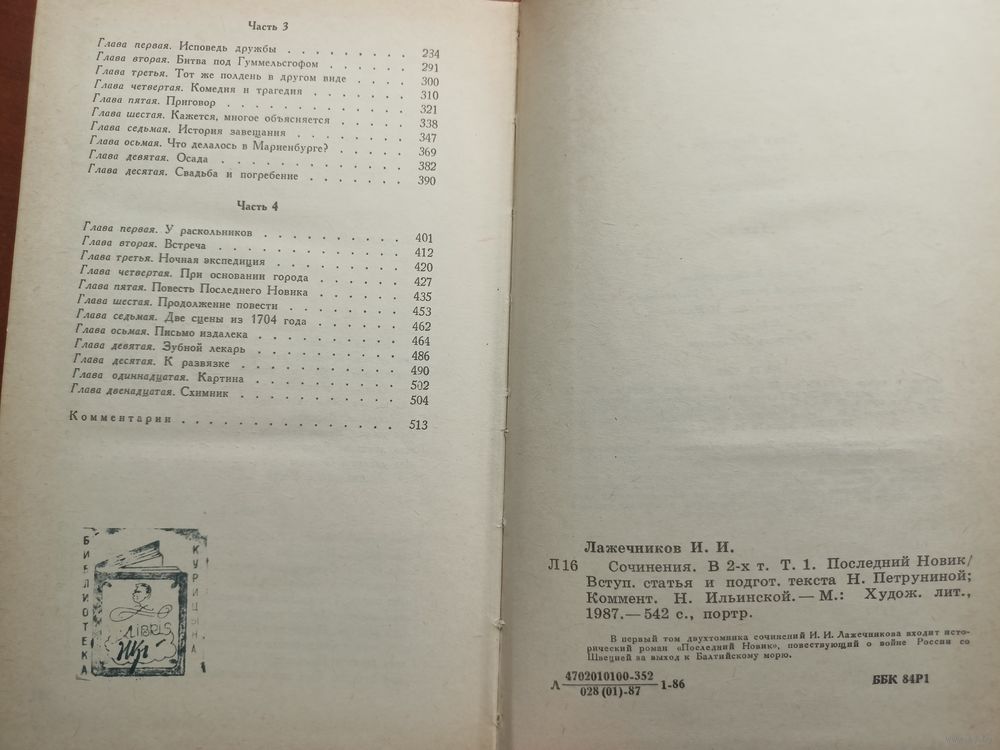 Часть 3
Глава первая. Исповедь дружбы . . . . . . . . 234
Глава вторая. Битва под Гуммельсгофом . . . . . . 291
Глава третья. Тот же полдень в другом виде . . . . 300
Глава четвертая. Комедия и трагедия . . . . . . . 310
Глава пятая. Приговор . . . . . . . . . . . . 321
Глава шестая. Кажется, многое объясняется . . . . . 338
Глава седьмая. История завещания . . . . . . . . 347
Глава осьмая. Что делалось в Мариенбурге? . . . . . 369
Глава девятая. Осада . . . . . . . . . . . . 382
Глава десятая. Свадьба и погребение . . . . . . . 390
Часть 4
Глава первая. У раскольников . . . . . . . . . . 401
Глава вторая. Встреча . . . . . . . . . . . . 412
Глава третья. Ночная экспедиция . . . . . . . . . 420
Глава четвертая. При основании города . . . . . . 427
Глава пятая. Повесть Последнего Новика . . . . . . 435
Глава шестая. Продолжение повести . . . . . . . . 453
Глава седьмая. Две сцены из 1704 года . . . . . . 462
Глава осьмая. Письмо издалека . . . . . . . . . 464
Глава девятая. Зубной лекарь . . . . . . . . . . 486
Глава десятая. К развязке . . . . . . . . . . . 490
Глава одиннадцатая. Картина . . . . . . . . . . 502
Глава двенадцатая. Схимник . . . . . . . . . . . 504
Комментарии . . . . . . . . . . . . . . . 513
БИБЛИОТЕКА
LIBRIS
КУРИЦЫНА
Лажечников И. И.
Л16 Сочинения. В 2-х т. Т. 1. Последний Новик/
Вступ. статья и подгот. текста Н. Петруниной;
Коммент. Н. Ильинской.— М.: Худож. лит.,
1987.— 542 с., портр.
В первый том двухтомника сочинений И. И. Лажечникова входит исто-
рический роман «Последний Новик», повествующий о войне России со
Швецией за выход к Балтийскому морю.
Л 4702010100-352
028 (01)-87 1-86
ББК 84Р1